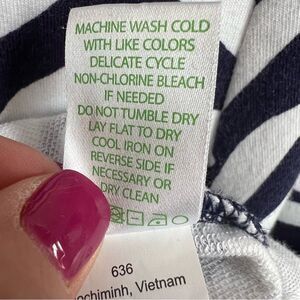 MACHINE WASH COLD
WITH LIKE COLORS
DELICATE CYCLE
NON-CHLORINE BLEACH
IF NEEDED
DO NOT TUMBLE DRY
LAY FLAT TO DRY
COOL IRON ON
REVERSE SIDE IF
NECESSARY OR
DRY CLEAN
636
ochiminh, Vietnam